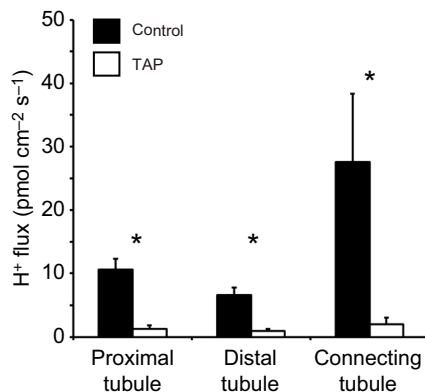 50
40
30
20
10
0
H⁺ flux (pmol cm⁻² s⁻¹)
Control
TAP
*
*
*
Proximal tubule
Distal tubule
Connecting tubule